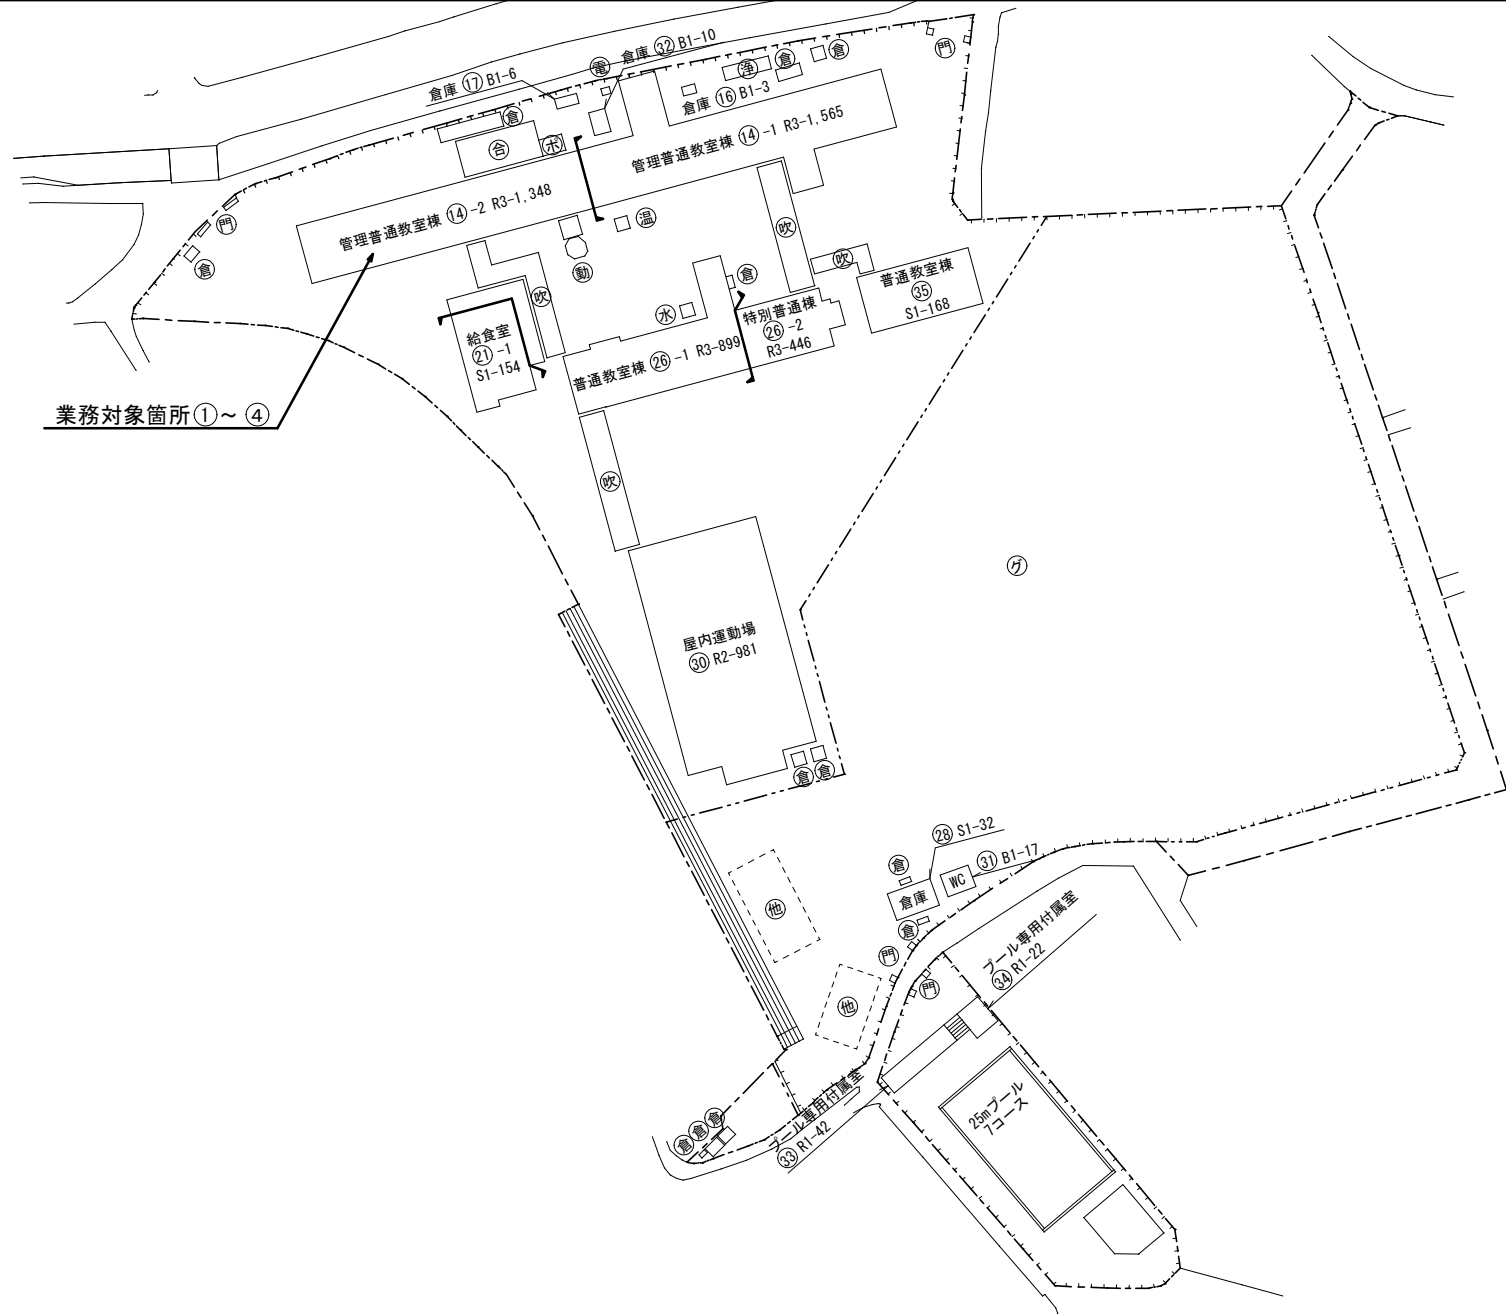 倉庫 ㉜ B1-10
電
倉庫 ⑰ B1-6
浄
倉
倉
門
倉庫 ⑯ B1-3
倉
合
ポ
管理普通教室棟 ⑭ -1 R3-1,565
管理普通教室棟 ⑭ -2 R3-1,348
門
倉
温
動
吹
吹
吹
倉
水
普通教室棟
㉟
S1-168
特別普通棟
㉖ -2
R3-446
給食室
㉑ -1
S1-154
普通教室棟 ㉖ -1 R3-899
業務対象箇所①～④
吹
グ
屋内運動場
㉚ R2-981
倉
倉
㉘ S1-32
㉛ B1-17
倉
WC
倉庫
倉
他
門
門
他
プール専用付属室
㉞ R1-22
プール専用付属室
㉝ R1-42
25mプール
7コース
倉
倉
倉